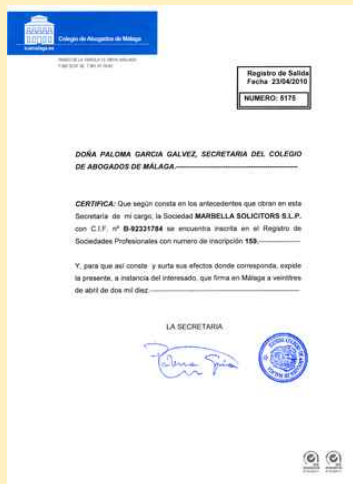 Colegio de Abogados de Málaga
icamalaga.es
Registro de Salida
Fecha 23/04/2010
NUMERO: 5175
DOÑA PALOMA GARCIA GALVEZ, SECRETARIA DEL COLEGIO
DE ABOGADOS DE MÁLAGA.-
CERTIFICA: Que según consta en los antecedentes que obran en esta
Secretaria de mi cargo, la Sociedad MARBELLA SOLICITORS S.L.P.
con C.I.F. nº B-92331784 se encuentra inscrita en el Registro de
Sociedades Profesionales con numero de inscripción 159.-
Y, para que así conste y surta sus efectos donde corresponda, expide
la presente, a instancia del interesado, que firma en Málaga a veintitres
de abril de dos mil diez.-
LA SECRETARIA